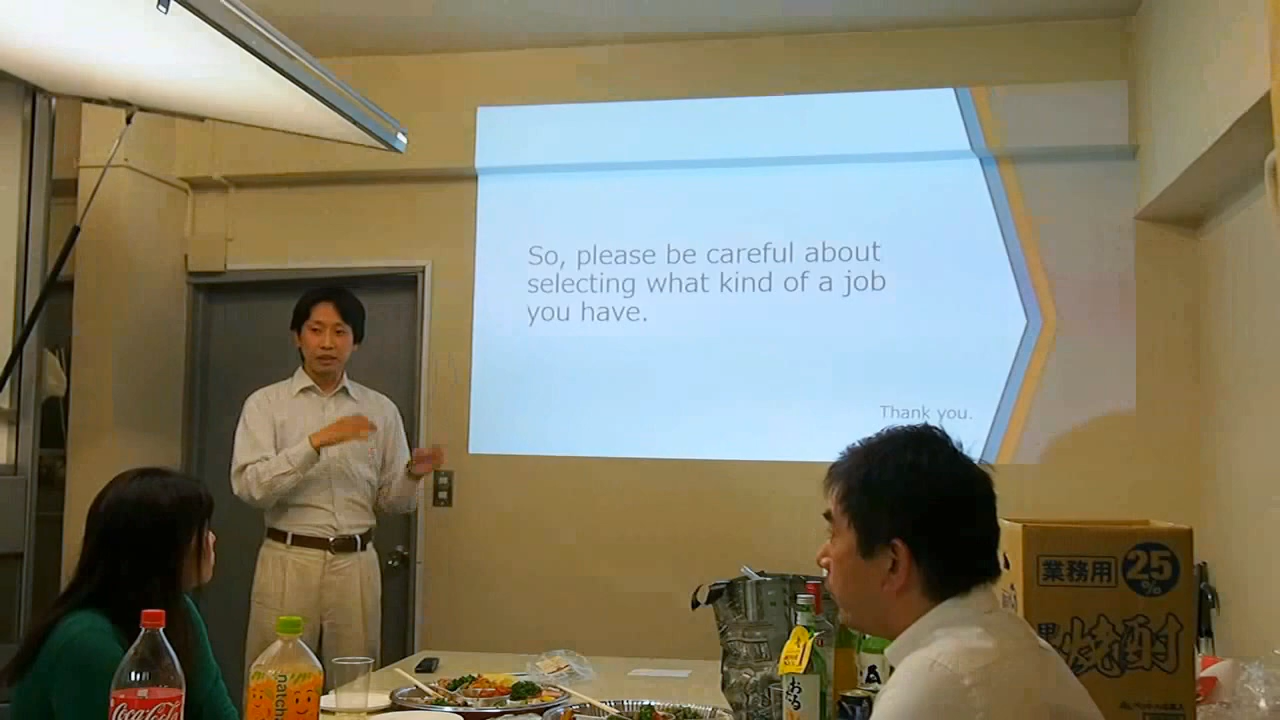 So, please be careful about
selecting what kind of a job
you have.
Thank you.
業務用
25%
焼酎
Coca-Cola
natch